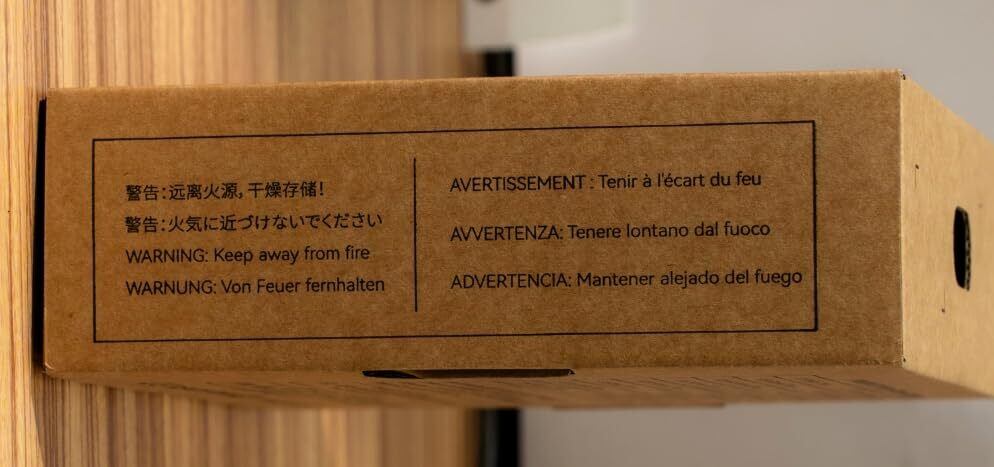 警告:远离火源,干燥存储!
警告:火気に近づけないでください
WARNING: Keep away from fire
WARNUNG: Von Feuer fernhalten
AVERTISSEMENT : Tenir à l'écart du feu
AVVERTENZA: Tenere lontano dal fuoco
ADVERTENCIA: Mantener alejado del fuego